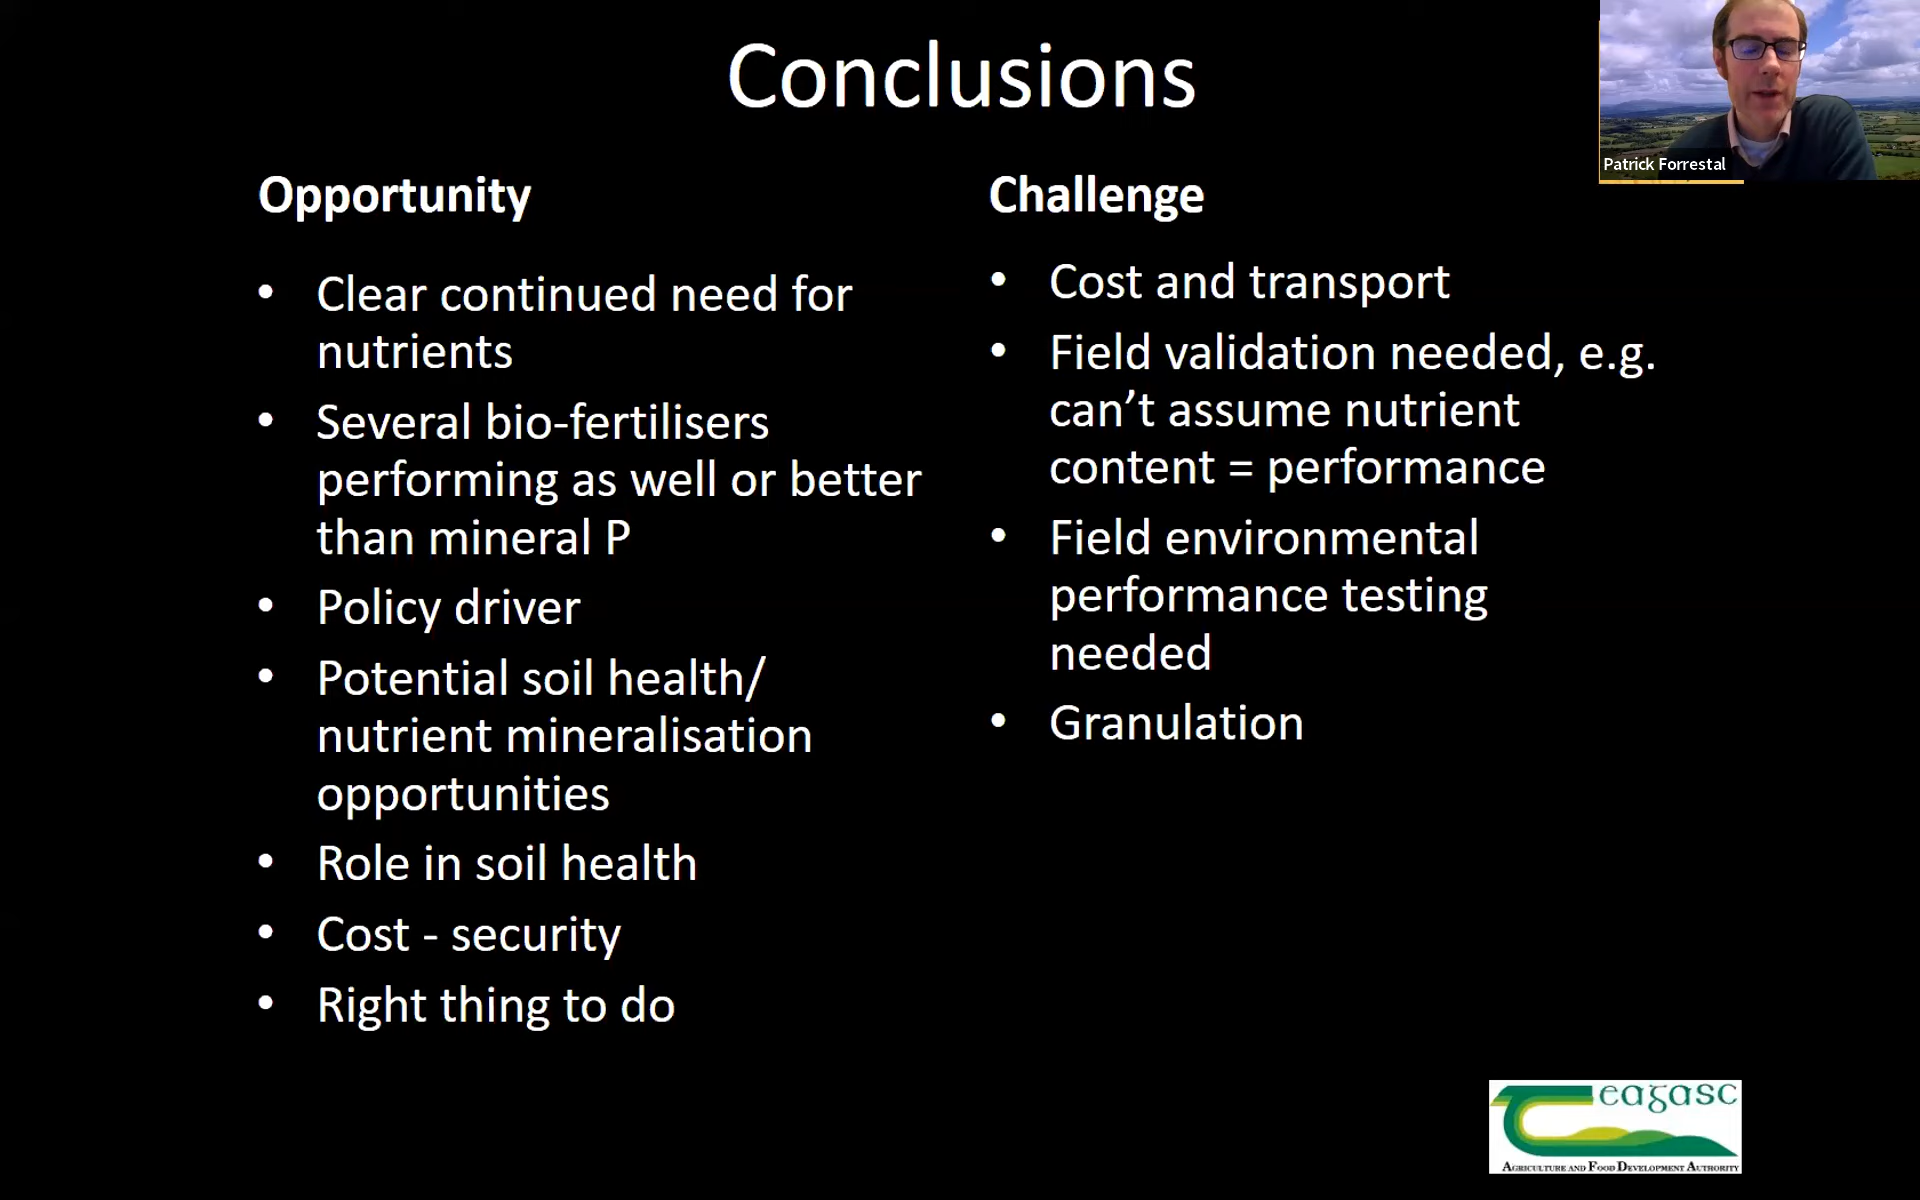 Conclusions
Patrick Forrestal
Opportunity
• Clear continued need for
nutrients
• Several bio-fertilisers
performing as well or better
than mineral P
• Policy driver
• Potential soil health/
nutrient mineralisation
opportunities
• Role in soil health
• Cost - security
• Right thing to do
Challenge
• Cost and transport
• Field validation needed, e.g.
can’t assume nutrient
content = performance
• Field environmental
performance testing
needed
• Granulation
Teagasc
AGRICULTURE AND FOOD DEVELOPMENT AUTHORITY